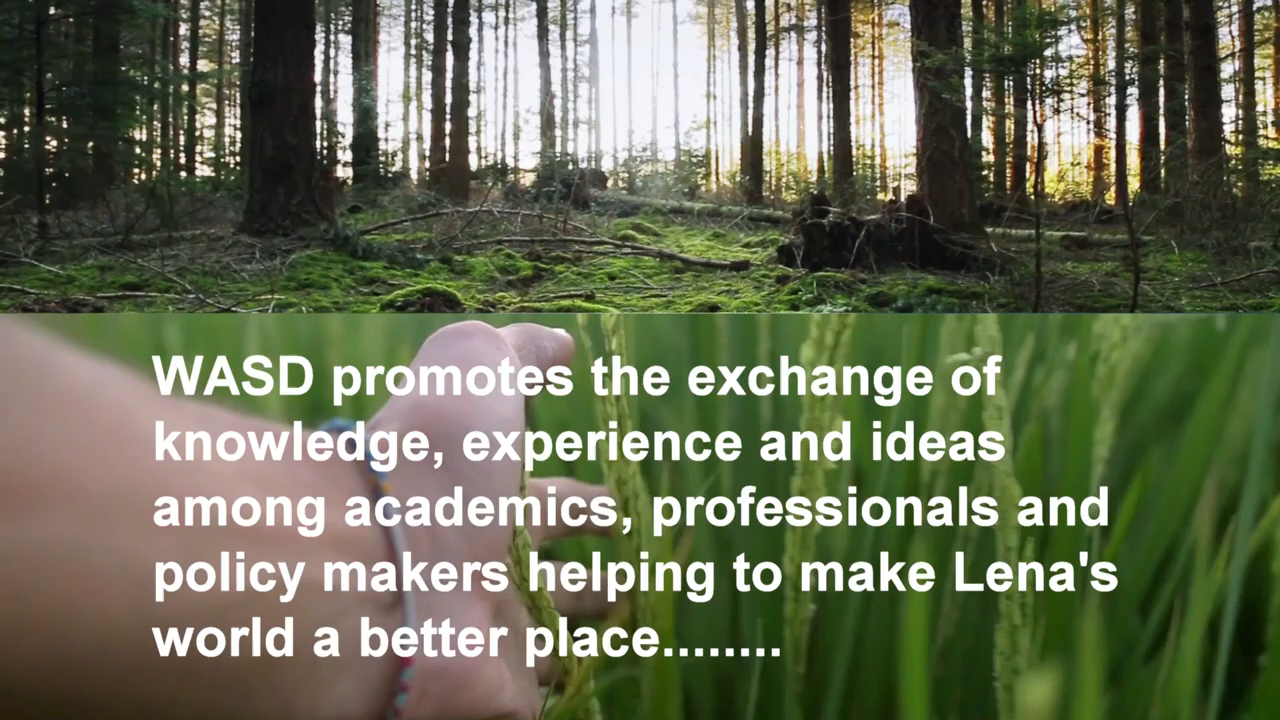 WASD promotes the exchange of
knowledge, experience and ideas
among academics, professionals and
policy makers helping to make Lena's
world a better place........